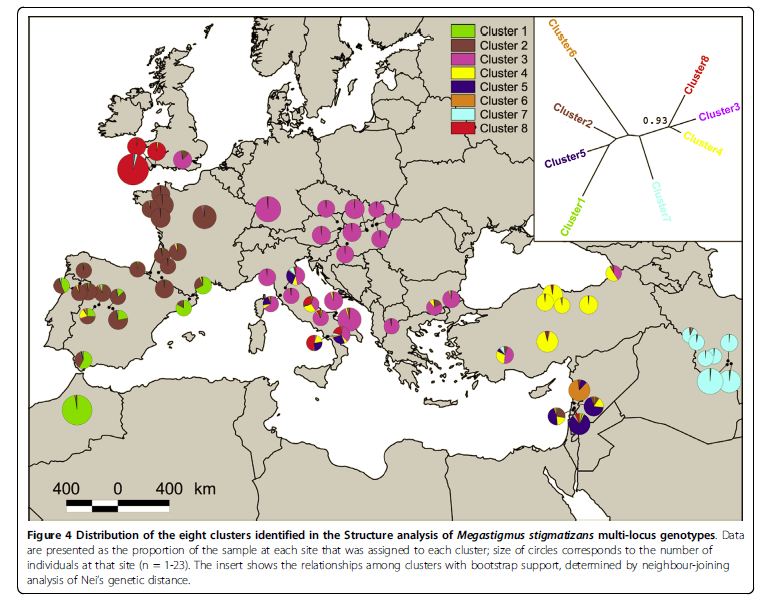 Cluster 1
Cluster 2
Cluster 3
Cluster 4
Cluster 5
Cluster 6
Cluster 7
Cluster 8
Cluster6
Cluster8
Cluster2
0.93
Cluster3
Cluster5
Cluster4
Cluster1
Cluster7
400 0 400 km
Figure 4 Distribution of the eight clusters identified in the Structure analysis of Megastigmus stigmatizans multi-locus genotypes. Data
are presented as the proportion of the sample at each site that was assigned to each cluster; size of circles corresponds to the number of
individuals at that site (n = 1-23). The insert shows the relationships among clusters with bootstrap support, determined by neighbour-joining
analysis of Nei's genetic distance.